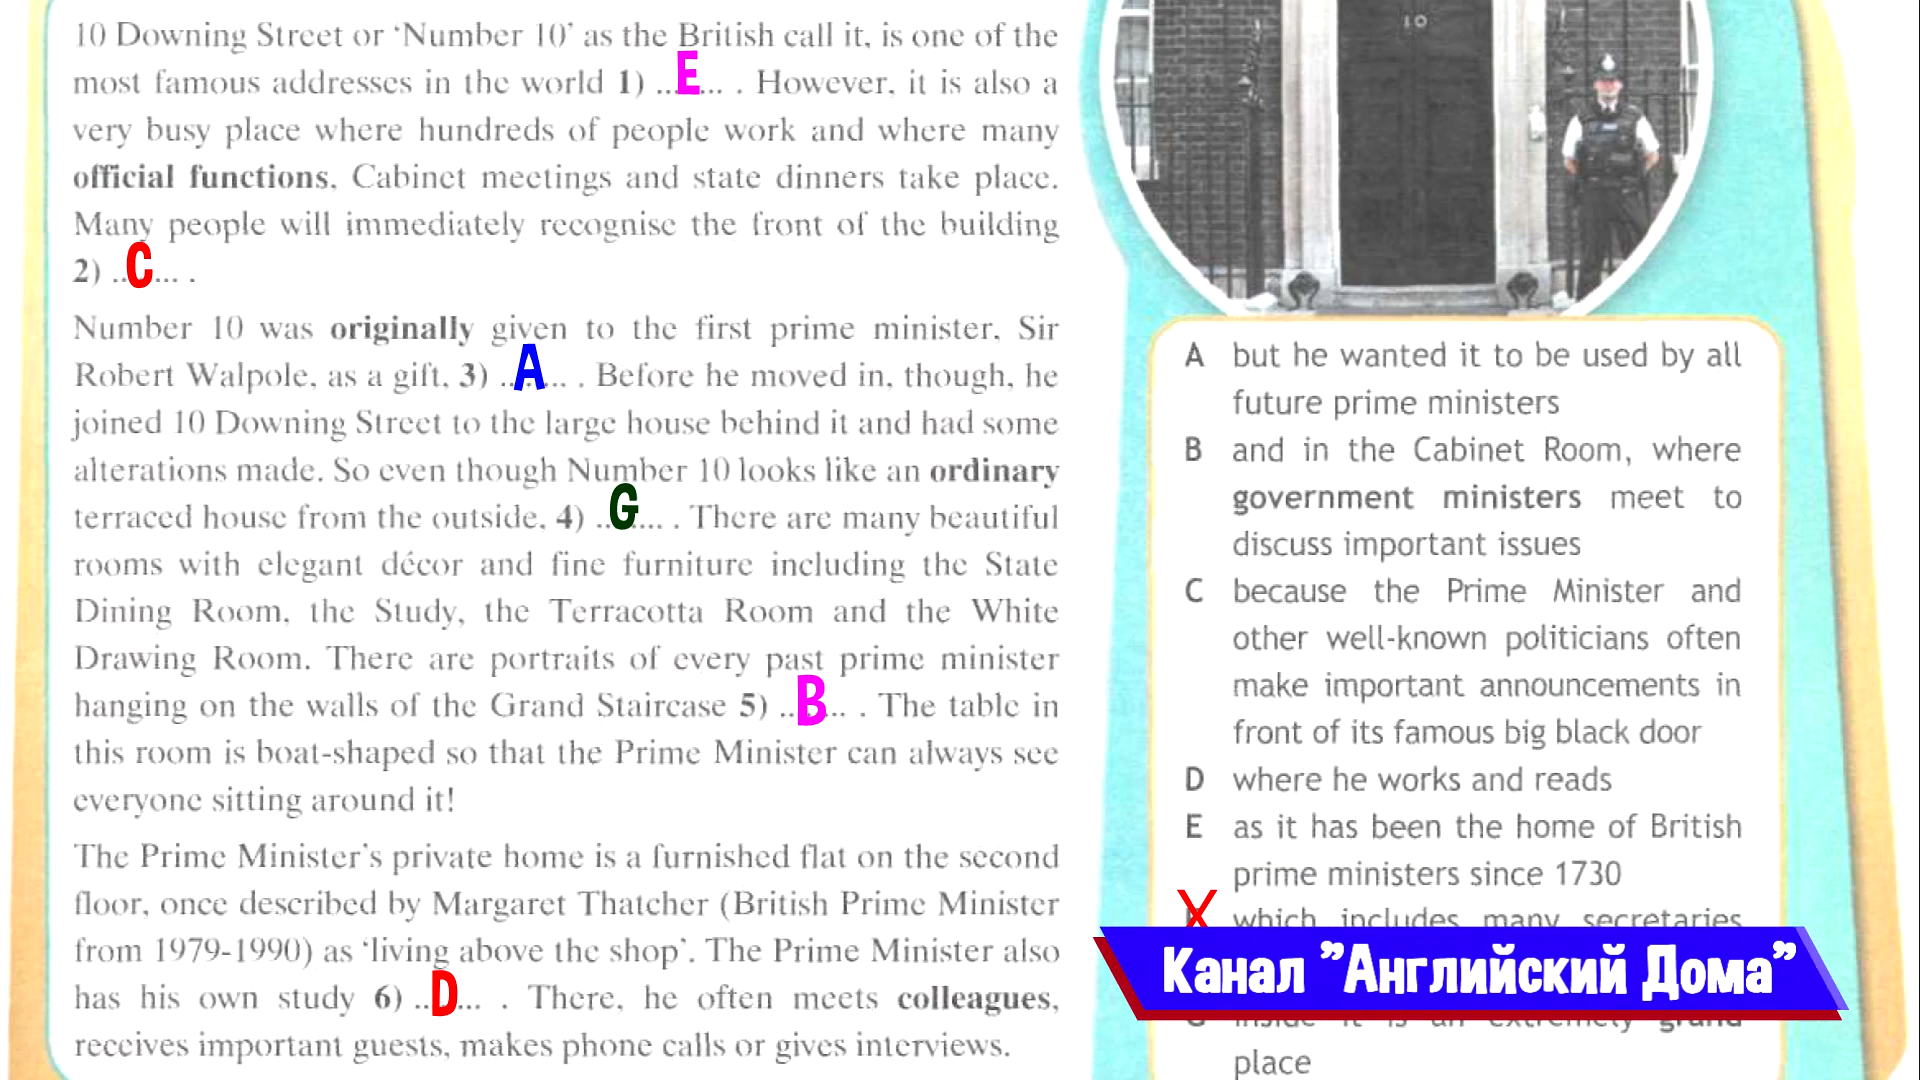 10 Downing Street or ‘Number 10’ as the British call it, is one of the
most famous addresses in the world 1) ..E... . However, it is also a
very busy place where hundreds of people work and where many
official functions, Cabinet meetings and state dinners take place.
Many people will immediately recognise the front of the building
2) ..C... .
Number 10 was originally given to the first prime minister, Sir
Robert Walpole, as a gift, 3) ..A... . Before he moved in, though, he
joined 10 Downing Street to the large house behind it and had some
alterations made. So even though Number 10 looks like an ordinary
terraced house from the outside, 4) ..G... . There are many beautiful
rooms with elegant décor and fine furniture including the State
Dining Room, the Study, the Terracotta Room and the White
Drawing Room. There are portraits of every past prime minister
hanging on the walls of the Grand Staircase 5) ..B... . The table in
this room is boat-shaped so that the Prime Minister can always see
everyone sitting around it!
The Prime Minister’s private home is a furnished flat on the second
floor, once described by Margaret Thatcher (British Prime Minister
from 1979-1990) as ‘living above the shop’. The Prime Minister also
has his own study 6) ..D... . There, he often meets colleagues,
receives important guests, makes phone calls or gives interviews.
10
A but he wanted it to be used by all
future prime ministers
B and in the Cabinet Room, where
government ministers meet to
discuss important issues
C because the Prime Minister and
other well-known politicians often
make important announcements in
front of its famous big black door
D where he works and reads
E as it has been the home of British
prime ministers since 1730
X which includes many secretaries
Канал ”Английский Дома”
G inside it is an extremely grand
place